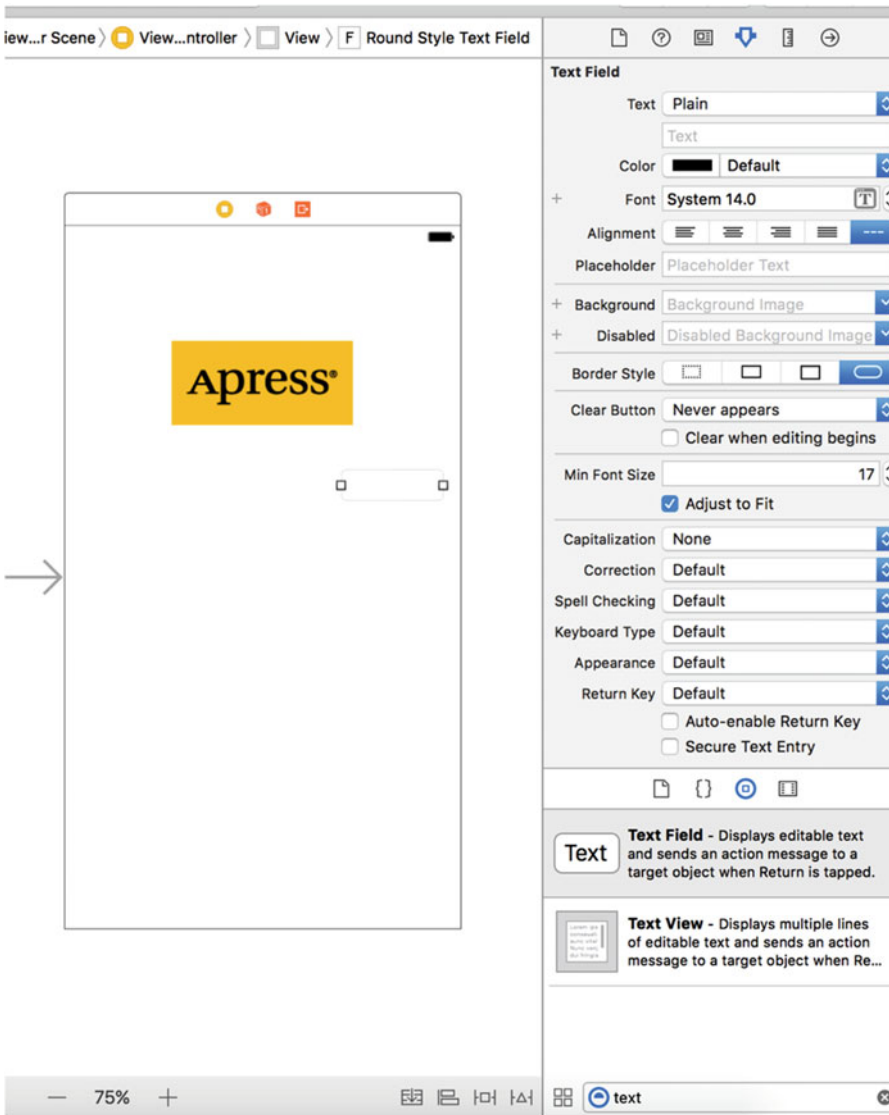 iew...r Scene 〉 View...ntroller 〉 View 〉 F Round Style Text Field
Text Field
Text Plain
Text
Color Default
+ Font System 14.0 T
Alignment ---
Placeholder Placeholder Text
+ Background Background Image
+ Disabled Disabled Background Image
Border Style
Clear Button Never appears
Clear when editing begins
Min Font Size 17
Adjust to Fit
Capitalization None
Correction Default
Spell Checking Default
Keyboard Type Default
Appearance Default
Return Key Default
Auto-enable Return Key
Secure Text Entry
Apress®
{}
Text
Text Field - Displays editable text
and sends an action message to a
target object when Return is tapped.
Text View - Displays multiple lines
of editable text and sends an action
message to a target object when Re...
— 75% +
text